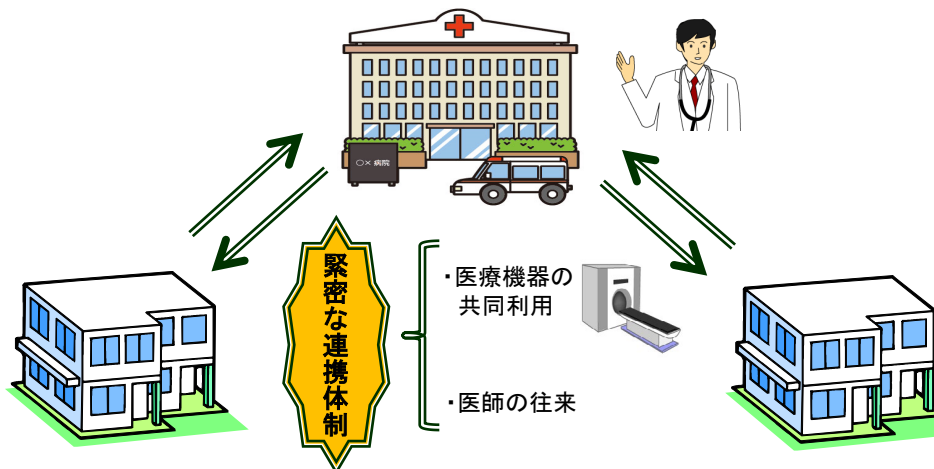 ○×病院
緊密な連携体制
・医療機器の
共同利用
・医師の往来